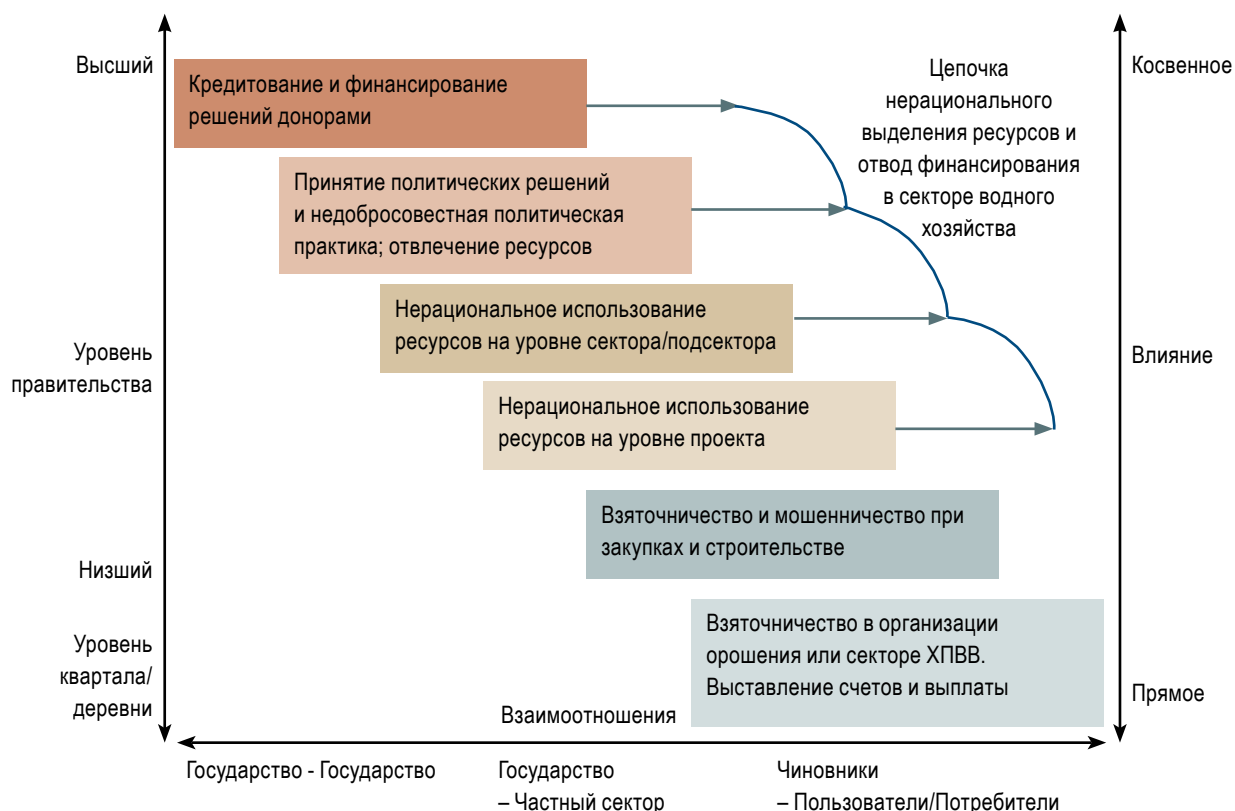 Высший
Кредитование и финансирование
решений донорами
Цепочка
нерационального
выделения ресурсов и
отвод финансирования
в секторе водного
хозяйства
Косвенное
Принятие политических решений
и недобросовестная политическая
практика; отвлечение ресурсов
Нерациональное использование
ресурсов на уровне сектора/подсектора
Уровень
правительства
Влияние
Нерациональное использование
ресурсов на уровне проекта
Взяточничество и мошенничество при
закупках и строительстве
Низший
Уровень
квартала/
деревни
Взяточничество в организации
орошения или секторе ХПВВ.
Выставление счетов и выплаты
Прямое
Взаимоотношения
Государство - Государство
Государство
– Частный сектор
Чиновники
– Пользователи/Потребители